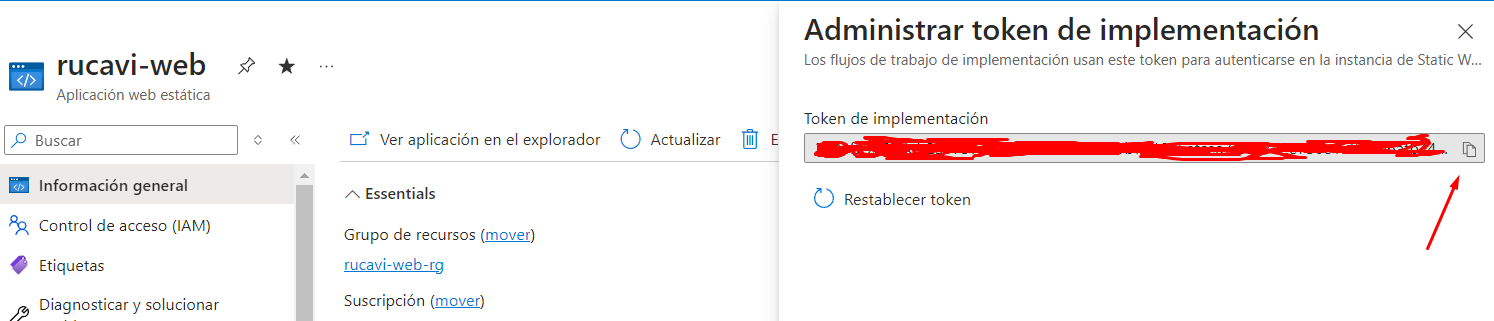 Administrar token de implementación
Los flujos de trabajo de implementación usan este token para autenticarse en la instancia de Static W...
rucavi-web
Aplicación web estática
Buscar
Ver aplicación en el explorador
Actualizar
E
Token de implementación
Información general
Essentials
Restablecer token
Control de acceso (IAM)
Grupo de recursos (mover)
Etiquetas
rucavi-web-rg
Diagnosticar y solucionar
Suscripción (mover)